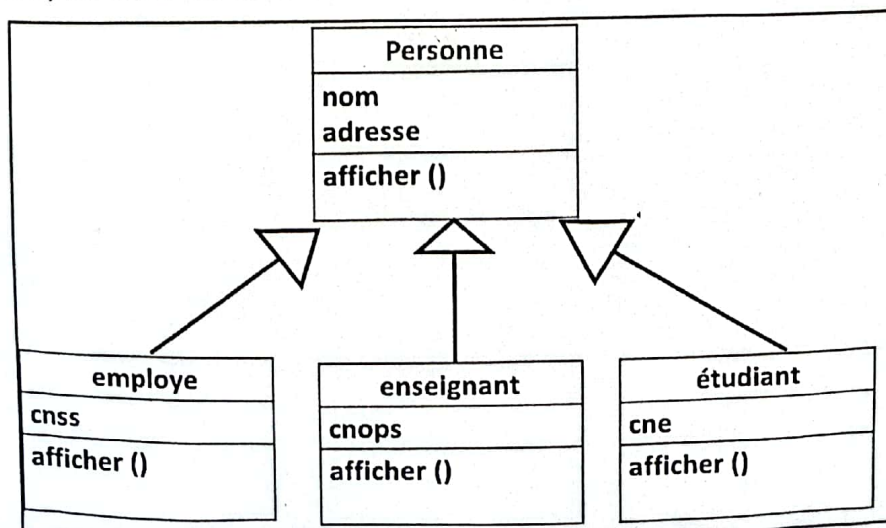 Personne
nom
adresse
afficher ()
employe
cnss
afficher ()
enseignant
cnops
afficher ()
étudiant
cne
afficher ()